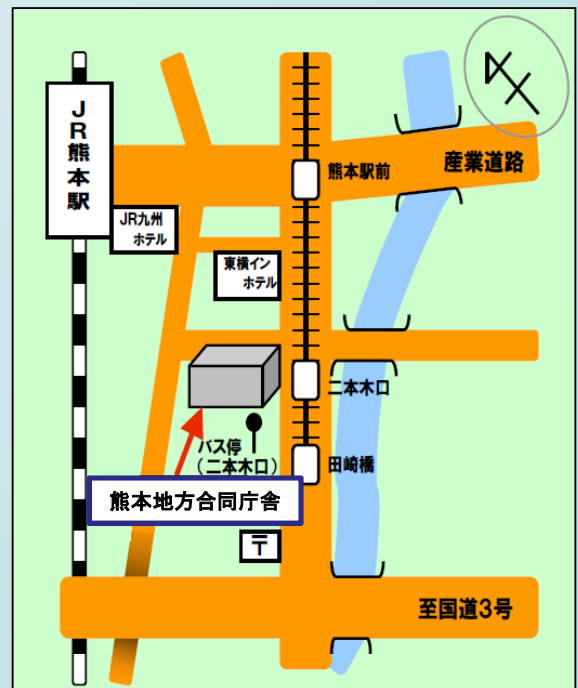 JR熊本駅
熊本駅前
産業道路
JR九州
ホテル
東横イン
ホテル
二本木口
バス停
(二本木口)
田崎橋
熊本地方合同庁舎
〒
至国道3号